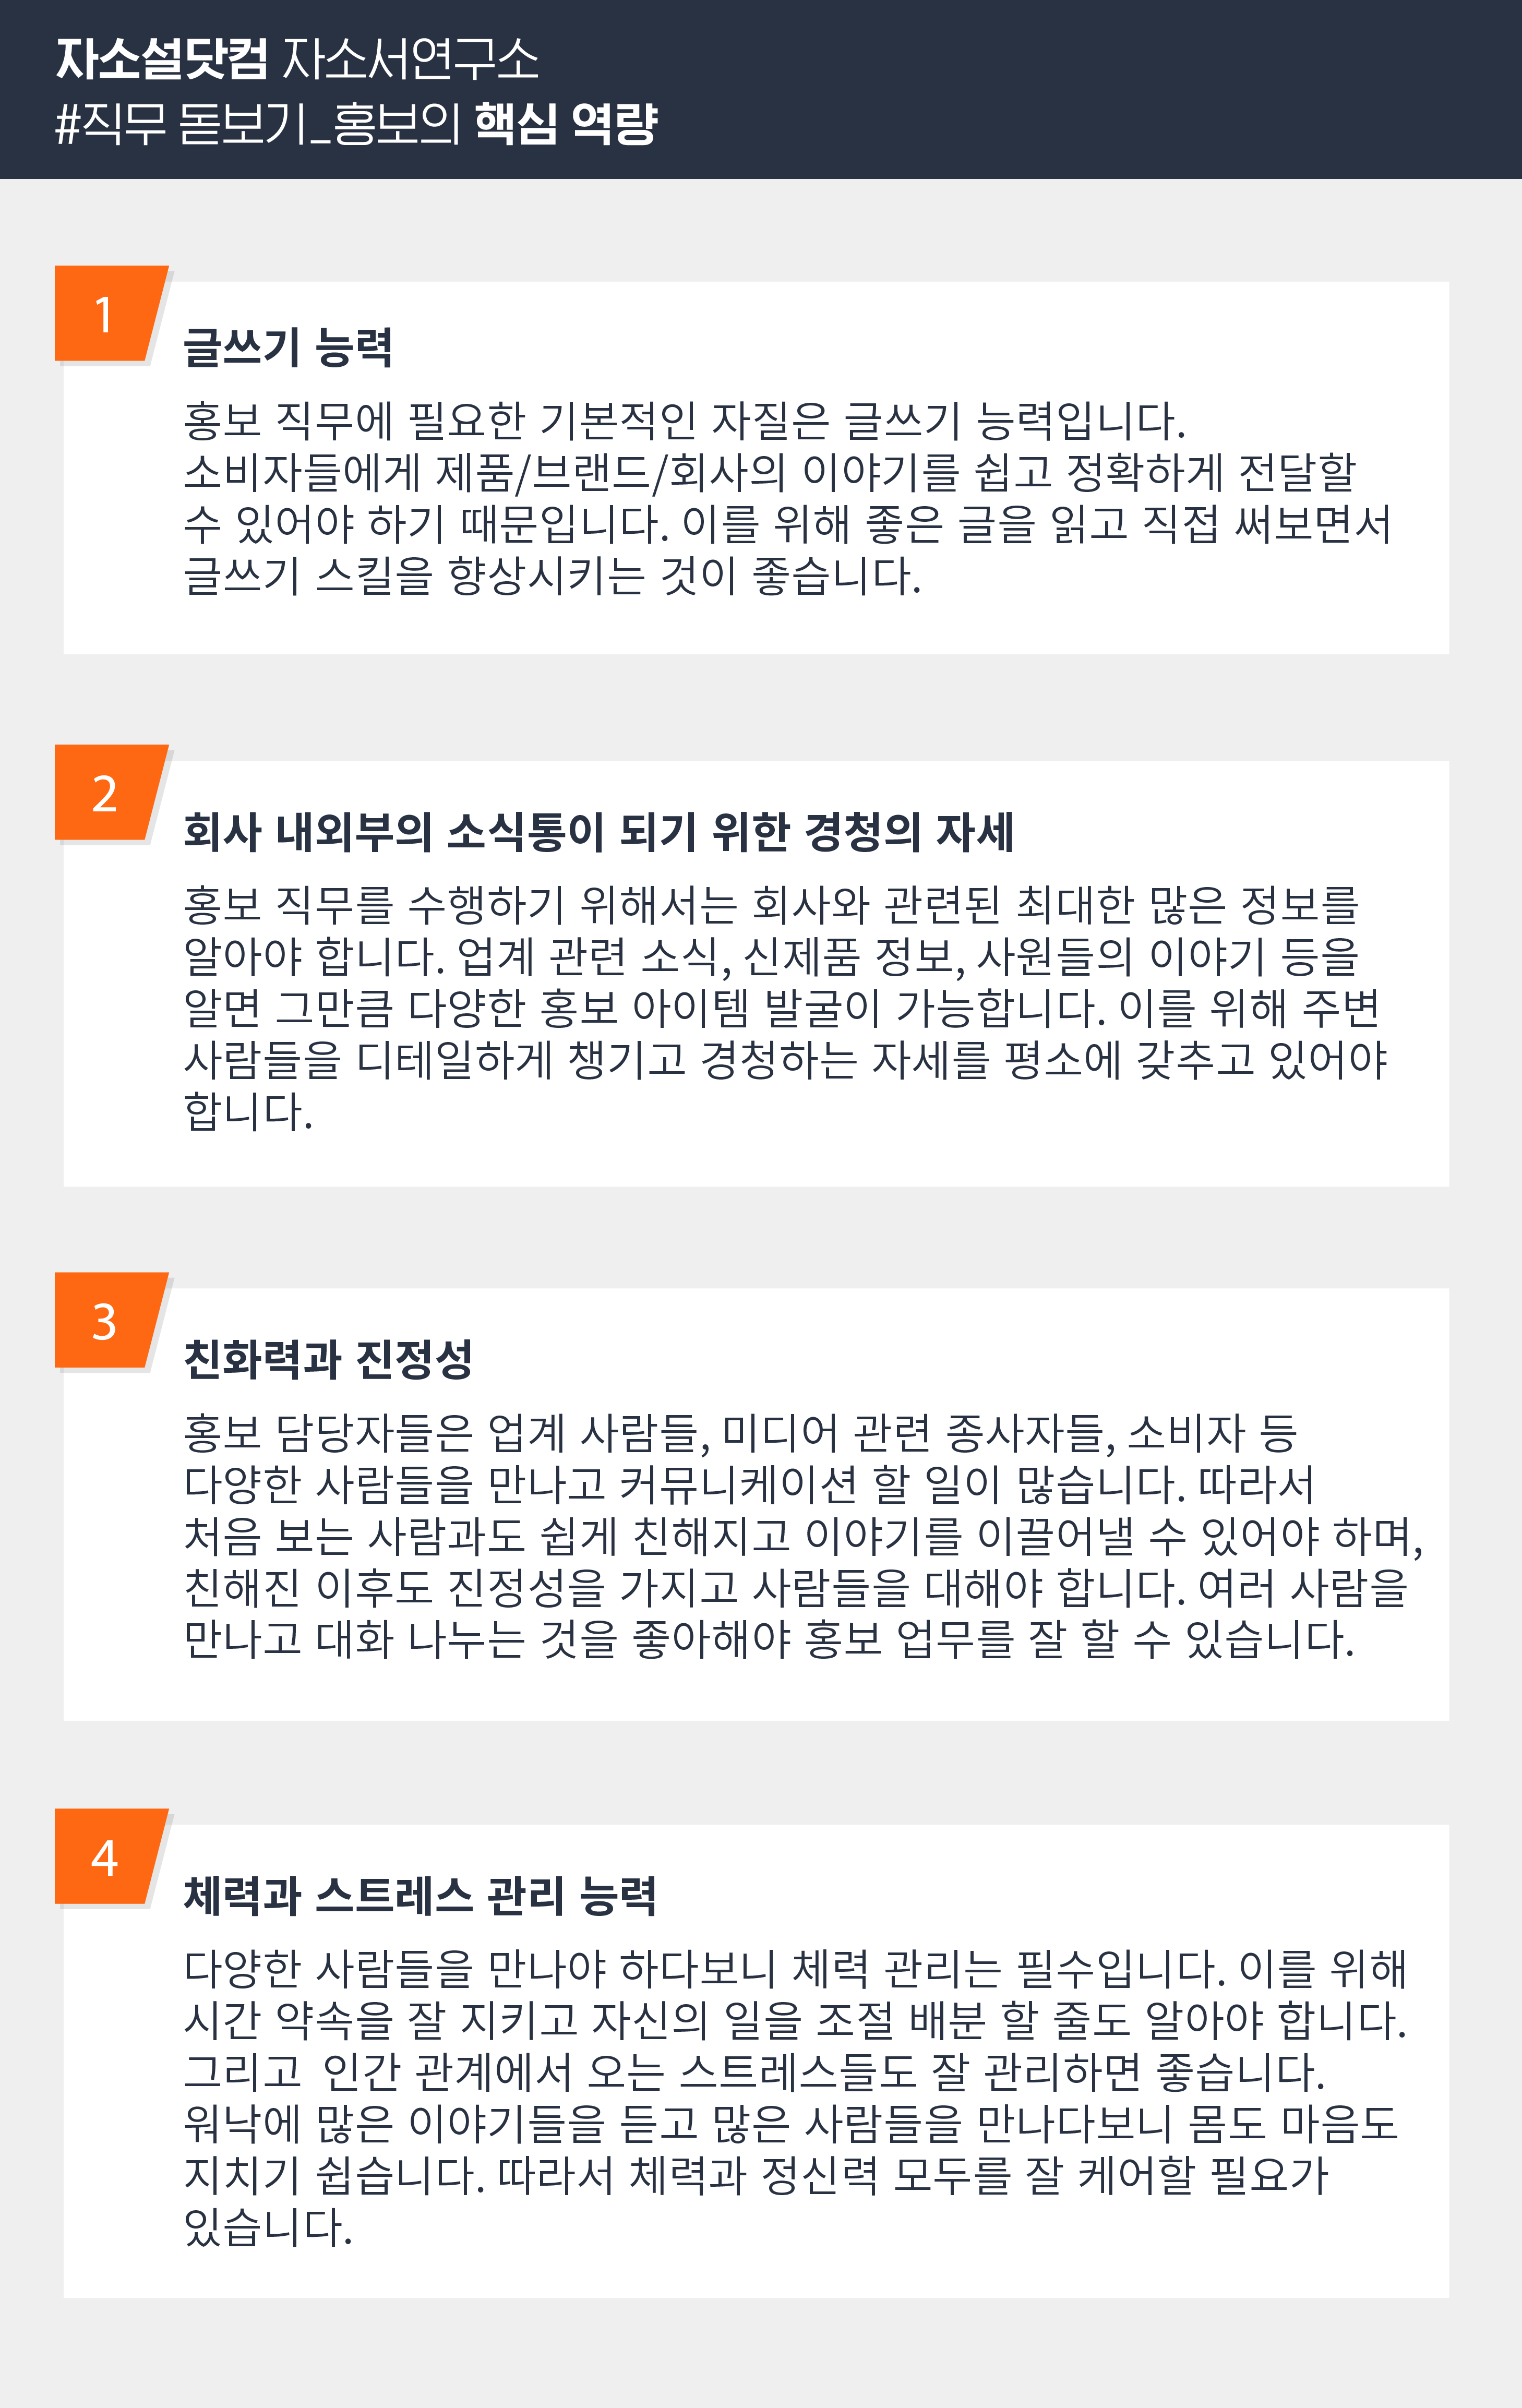 자소설닷컴 자소서연구소
#직무 돋보기_홍보의 핵심 역량
1
글쓰기 능력
홍보 직무에 필요한 기본적인 자질은 글쓰기 능력입니다.
소비자들에게 제품/브랜드/회사의 이야기를 쉽고 정확하게 전달할
수 있어야 하기 때문입니다. 이를 위해 좋은 글을 읽고 직접 써보면서
글쓰기 스킬을 향상시키는 것이 좋습니다.
2
회사 내외부의 소식통이 되기 위한 경청의 자세
홍보 직무를 수행하기 위해서는 회사와 관련된 최대한 많은 정보를
알아야 합니다. 업계 관련 소식, 신제품 정보, 사원들의 이야기 등을
알면 그만큼 다양한 홍보 아이템 발굴이 가능합니다. 이를 위해 주변
사람들을 디테일하게 챙기고 경청하는 자세를 평소에 갖추고 있어야
합니다.
3
친화력과 진정성
홍보 담당자들은 업계 사람들, 미디어 관련 종사자들, 소비자 등
다양한 사람들을 만나고 커뮤니케이션 할 일이 많습니다. 따라서
처음 보는 사람과도 쉽게 친해지고 이야기를 이끌어낼 수 있어야 하며,
친해진 이후도 진정성을 가지고 사람들을 대해야 합니다. 여러 사람을
만나고 대화 나누는 것을 좋아해야 홍보 업무를 잘 할 수 있습니다.
4
체력과 스트레스 관리 능력
다양한 사람들을 만나야 하다보니 체력 관리는 필수입니다. 이를 위해
시간 약속을 잘 지키고 자신의 일을 조절 배분 할 줄도 알아야 합니다.
그리고 인간 관계에서 오는 스트레스들도 잘 관리하면 좋습니다.
워낙에 많은 이야기들을 듣고 많은 사람들을 만나다보니 몸도 마음도
지치기 쉽습니다. 따라서 체력과 정신력 모두를 잘 케어할 필요가
있습니다.